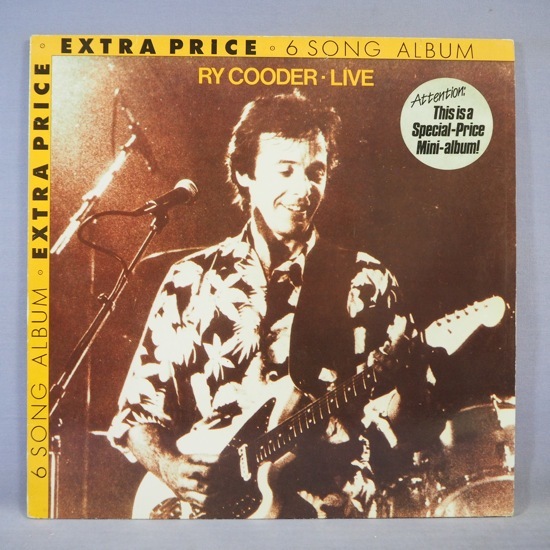 EXTRA PRICE • 6 SONG ALBUM
6 SONG ALBUM • EXTRA PRICE
RY COODER • LIVE
Attention:
This is a
Special-Price
Mini-album!